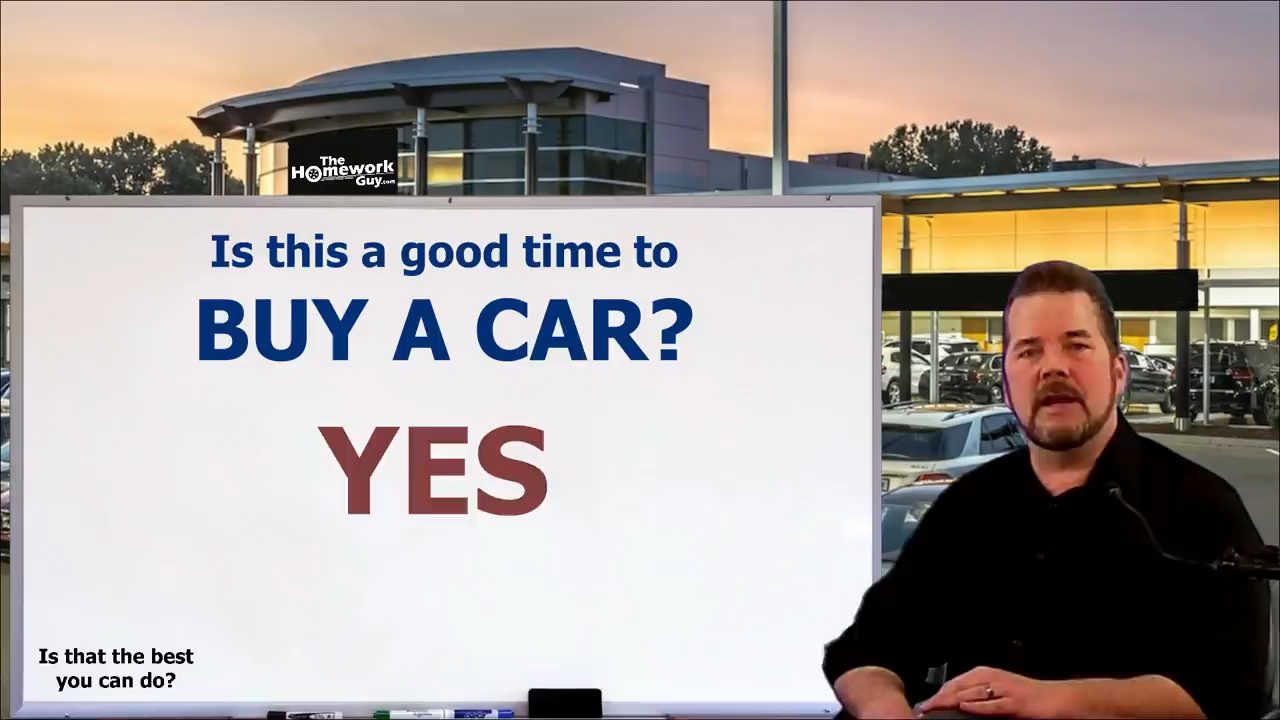 The
Homework
Guy.com
Is this a good time to
BUY A CAR?
YES
Is that the best
you can do?